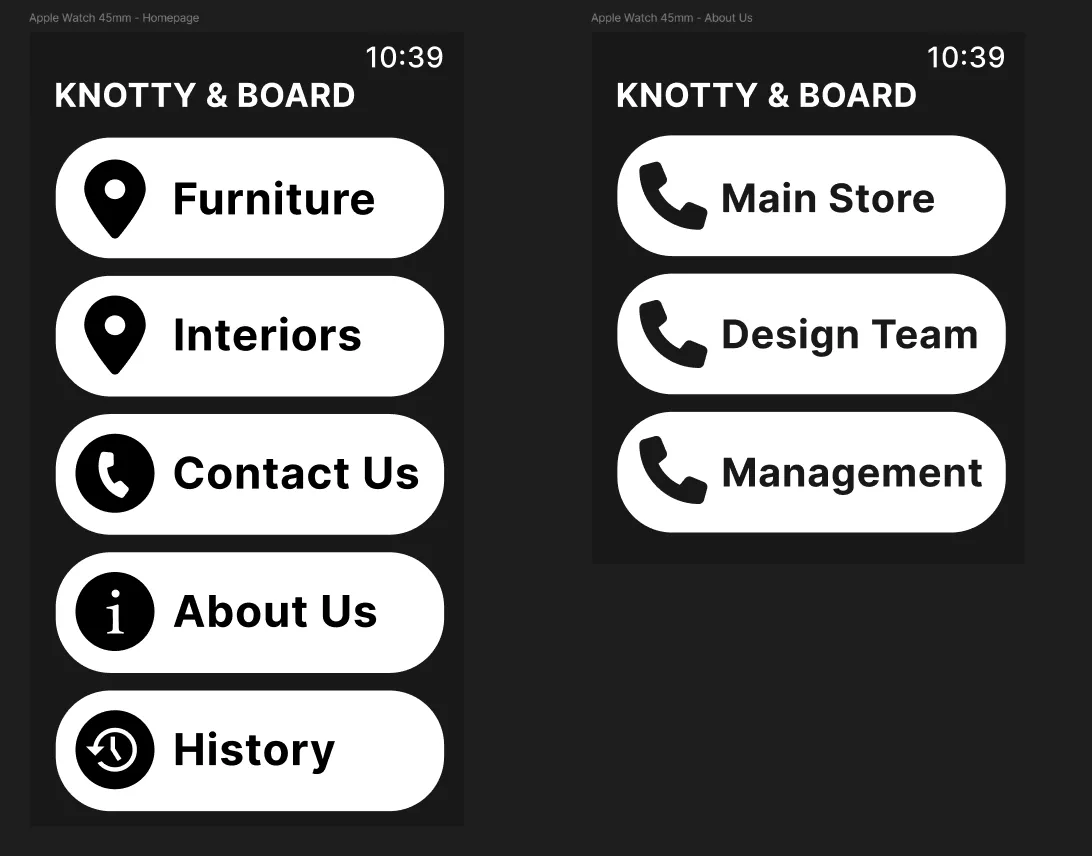 Apple Watch 45mm - Homepage
10:39
KNOTTY & BOARD
Furniture
Interiors
Contact Us
About Us
History
Apple Watch 45mm - About Us
10:39
KNOTTY & BOARD
Main Store
Design Team
Management